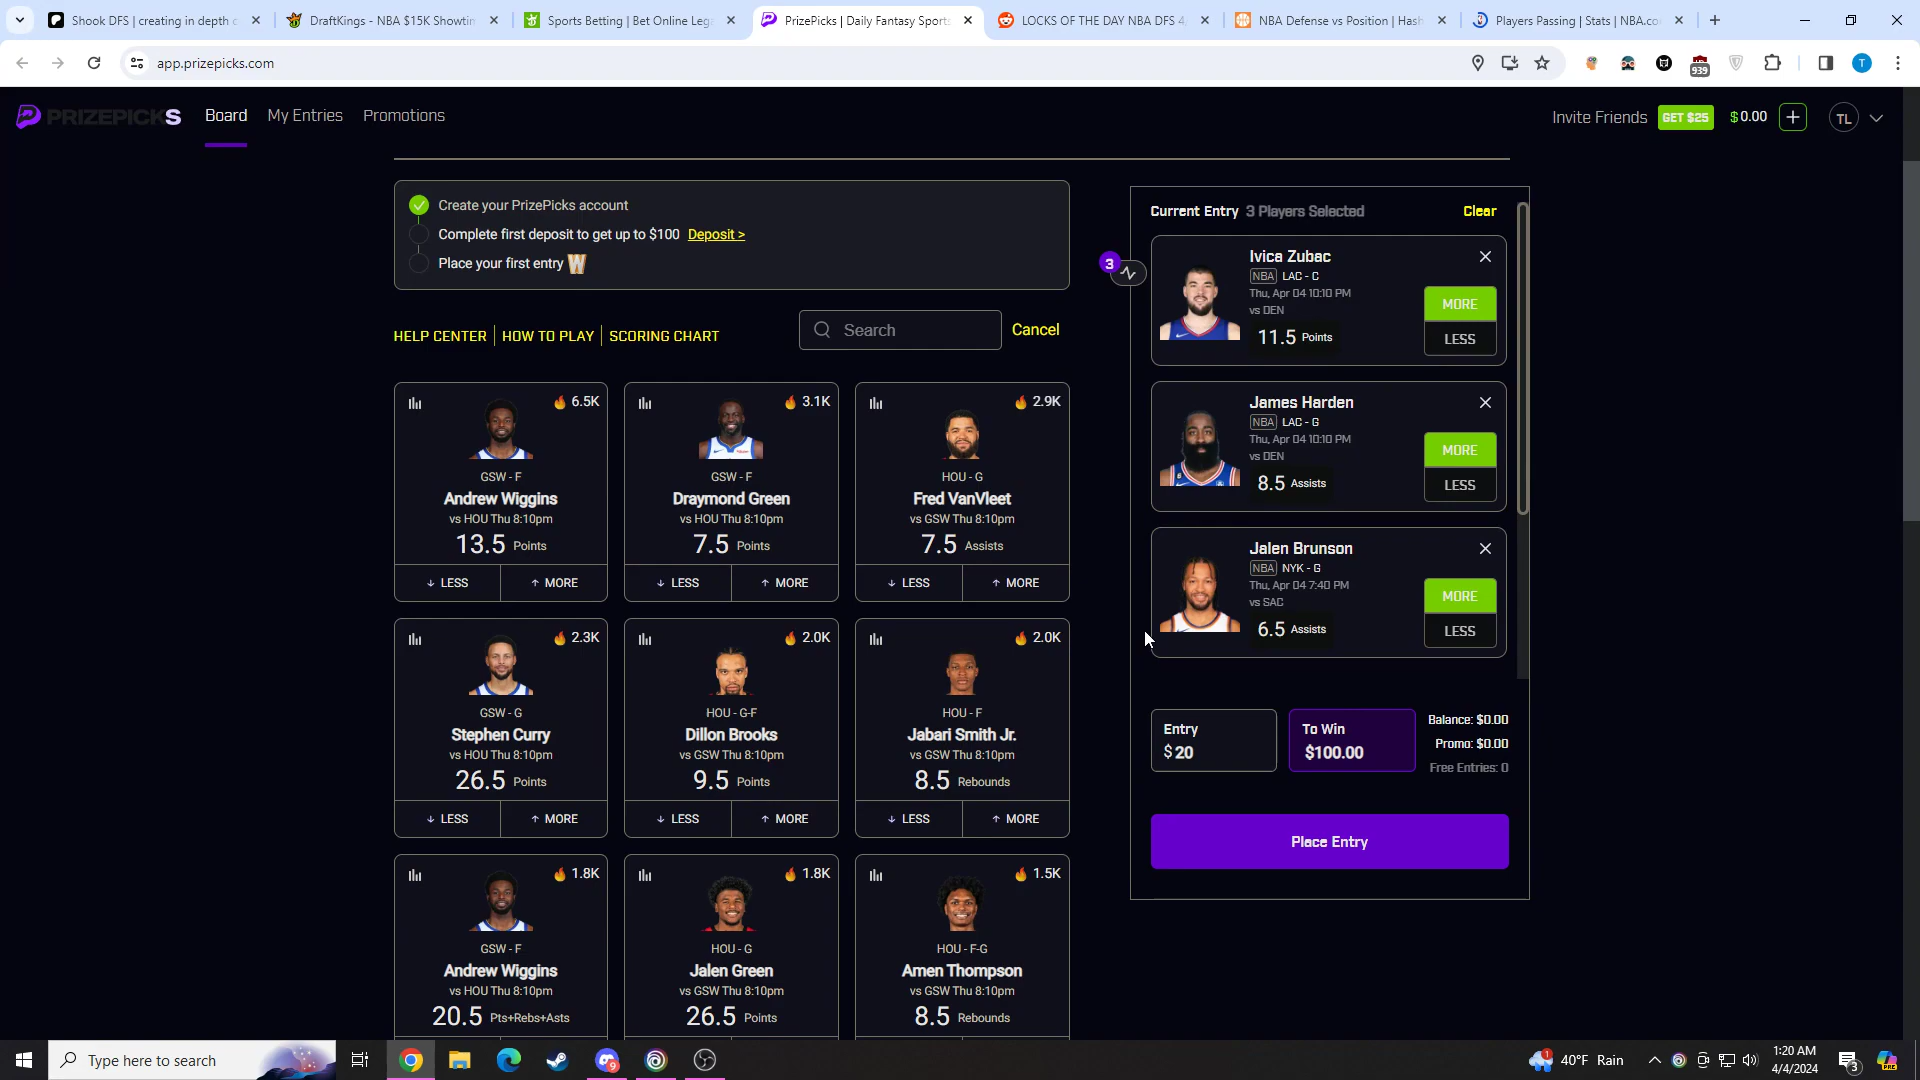 Shook DFS | creating in depth c
DraftKings - NBA $15K Showtin
Sports Betting | Bet Online Leg
PrizePicks | Daily Fantasy Sports
LOCKS OF THE DAY NBA DFS 4
NBA Defense vs Position | Hash
Players Passing | Stats | NBA.co
app.prizepicks.com
939
T
PRIZEPICKS
Board
My Entries
Promotions
Invite Friends
GET $25
$0.00
TL
Create your PrizePicks account
Complete first deposit to get up to $100 Deposit >
Place your first entry W
HELP CENTER
HOW TO PLAY
SCORING CHART
Search
Cancel
6.5K
GSW - F
Andrew Wiggins
vs HOU Thu 8:10pm
13.5 Points
↓ LESS
↑ MORE
3.1K
GSW - F
Draymond Green
vs HOU Thu 8:10pm
7.5 Points
↓ LESS
↑ MORE
2.9K
HOU - G
Fred VanVleet
vs GSW Thu 8:10pm
7.5 Assists
↓ LESS
↑ MORE
2.3K
GSW - G
Stephen Curry
vs HOU Thu 8:10pm
26.5 Points
↓ LESS
↑ MORE
2.0K
HOU - G-F
Dillon Brooks
vs GSW Thu 8:10pm
9.5 Points
↓ LESS
↑ MORE
2.0K
HOU - F
Jabari Smith Jr.
vs GSW Thu 8:10pm
8.5 Rebounds
↓ LESS
↑ MORE
1.8K
GSW - F
Andrew Wiggins
vs HOU Thu 8:10pm
20.5 Pts+Rebs+Asts
1.8K
HOU - G
Jalen Green
vs GSW Thu 8:10pm
26.5 Points
1.5K
HOU - F-G
Amen Thompson
vs GSW Thu 8:10pm
8.5 Rebounds
Current Entry 3 Players Selected
Clear
3
Ivica Zubac
NBA LAC - C
Thu, Apr 04 10:10 PM
vs DEN
11.5 Points
MORE
LESS
James Harden
NBA LAC - G
Thu, Apr 04 10:10 PM
vs DEN
8.5 Assists
MORE
LESS
Jalen Brunson
NBA NYK - G
Thu, Apr 04 7:40 PM
vs SAC
6.5 Assists
MORE
LESS
Entry
$ 20
To Win
$100.00
Balance: $0.00
Promo: $0.00
Free Entries: 0
Place Entry
Type here to search
9
1
40°F Rain
1:20 AM
4/4/2024
3
PRE